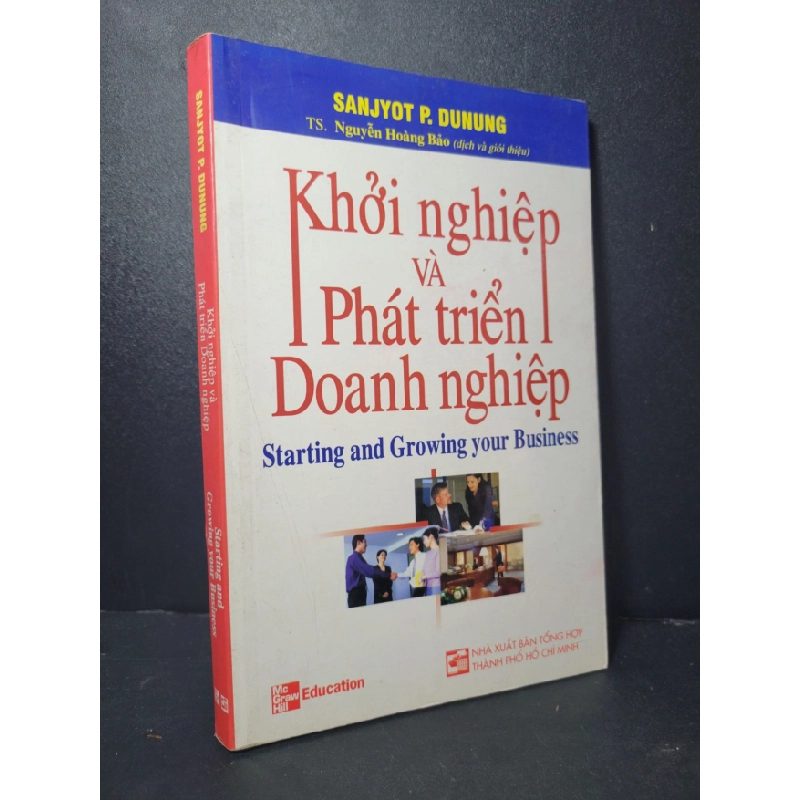 SANJYOT P. DUNUNG
TS. Nguyễn Hoàng Bảo (dịch và giới thiệu)
Khởi nghiệp
VÀ
Phát triển
Doanh nghiệp
Starting and Growing your Business
NHÀ XUẤT BẢN TỔNG HỢP
THÀNH PHỐ HỒ CHÍ MINH
Mc
Graw
Hill
Education
SANJYOT P. DUNUNG
Khởi nghiệp và
Phát triển Doanh nghiệp
Starting and
Growing your Business